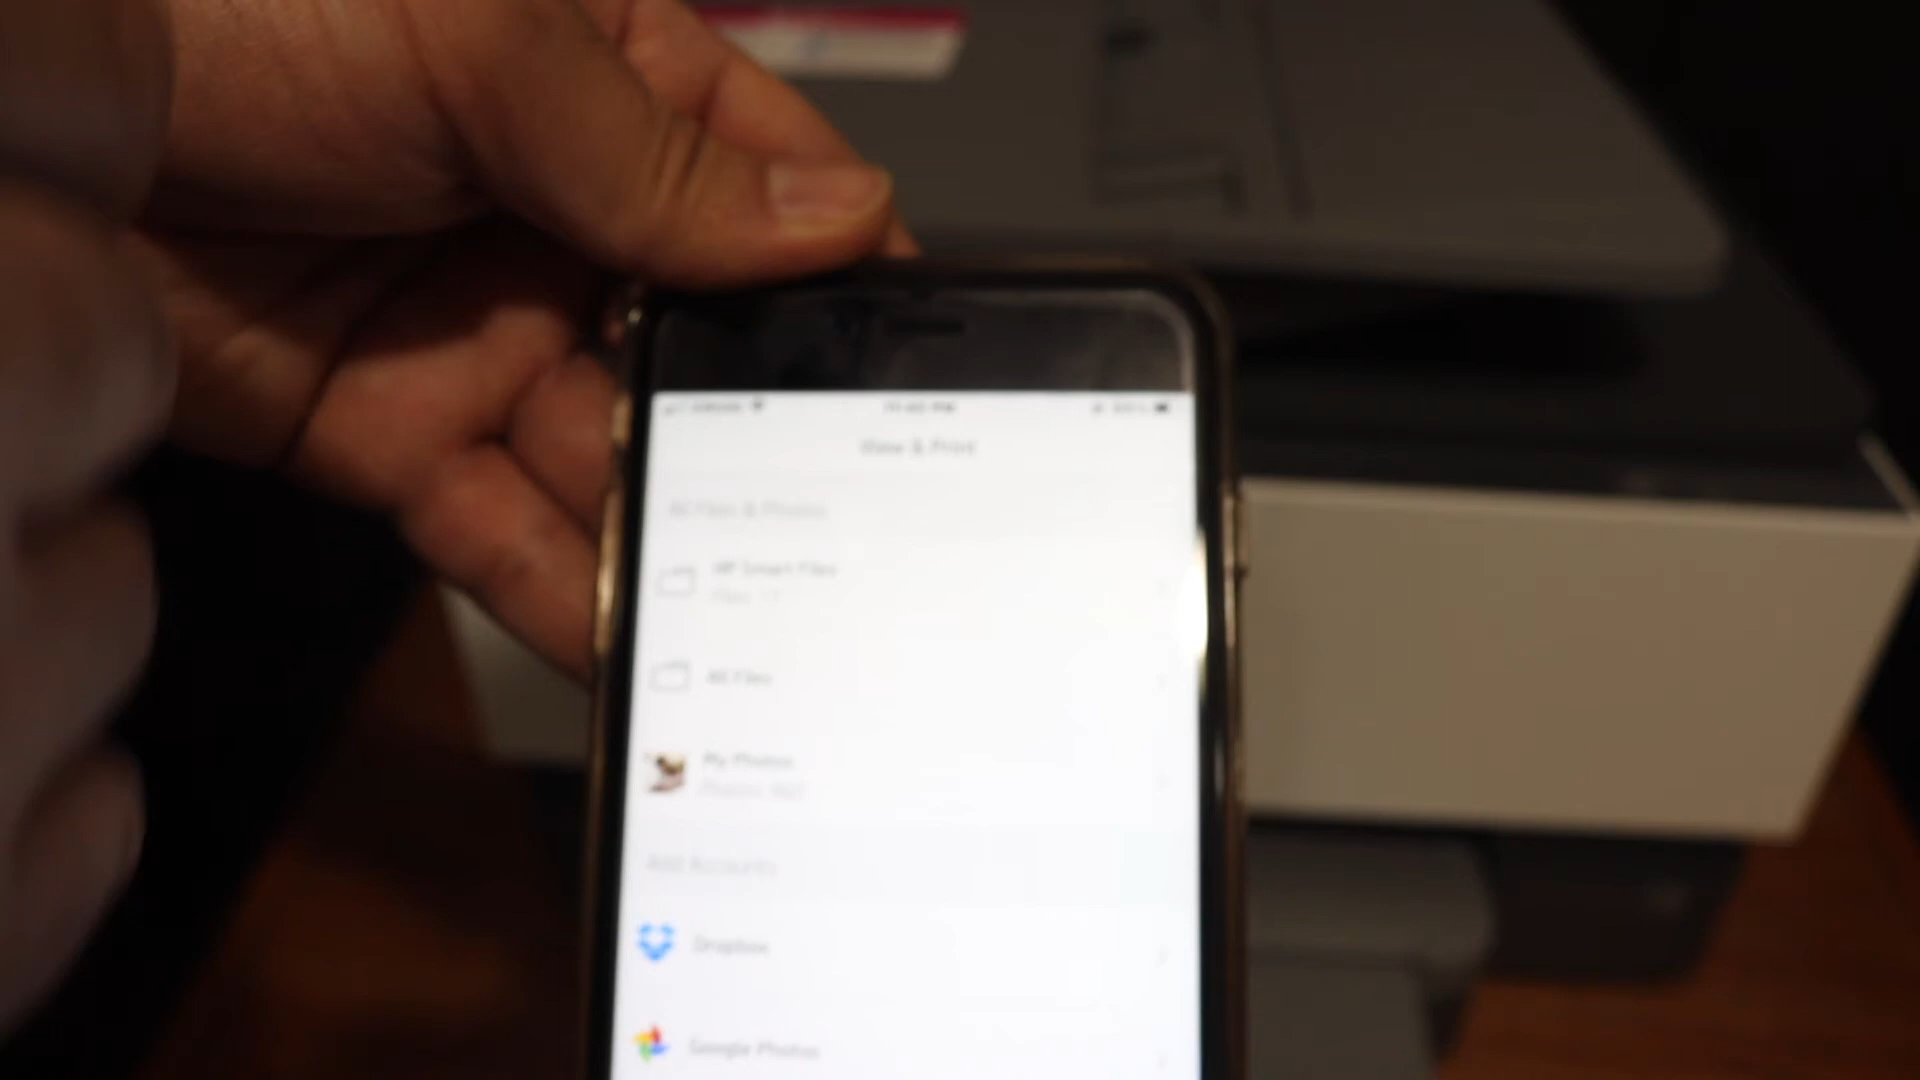 View & Print
All Files & Photos
HP Smart Files
All Files
My Photos
Add Accounts
Dropbox
Google Photos